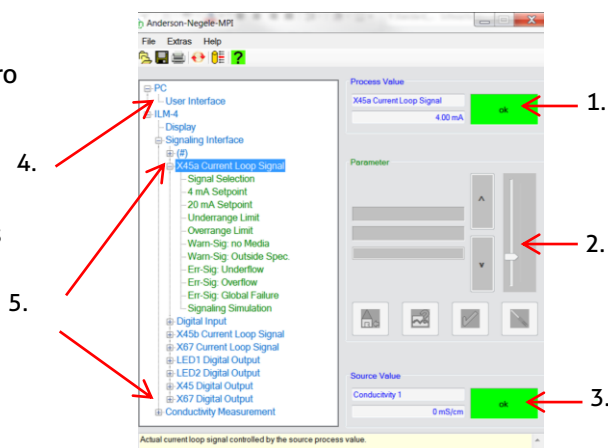 Anderson-Negele-MPI
File Extras Help
ro
s
4.
5.
PC
User Interface
ILM-4
Display
Signaling Interface
(#)
X45a Current Loop Signal
Signal Selection
4 mA Setpoint
20 mA Setpoint
Underrange Limit
Overrange Limit
Warn-Sig: no Media
Warn-Sig: Outside Spec.
Err-Sig: Underflow
Err-Sig: Overflow
Err-Sig: Global Failure
Signaling Simulation
Digital Input
X45b Current Loop Signal
X67 Current Loop Signal
LED1 Digital Output
LED2 Digital Output
X45 Digital Output
X67 Digital Output
Conductivity Measurement
Process Value
X45a Current Loop Signal
4.00 mA
ok
1.
Parameter
2.
Source Value
Conducitvity 1
0 mS/cm
ok
3.
Actual current loop signal controlled by the source process value.